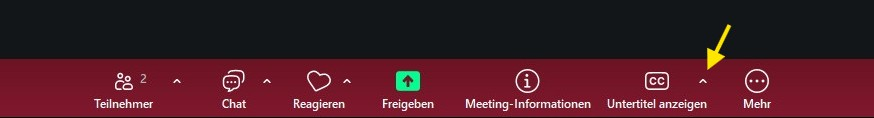 2
Teilnehmer
Chat
Reagieren
Freigeben
Meeting-Informationen
CC
Untertitel anzeigen
Mehr